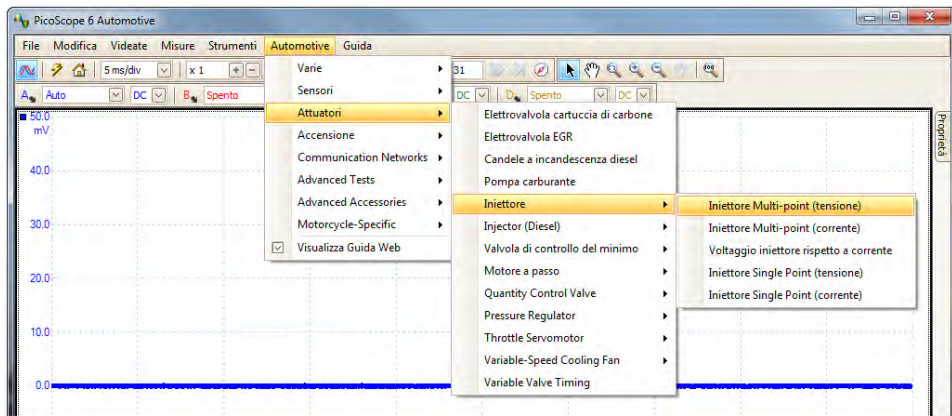 PicoScope 6 Automotive
File Modifica Videate Misure Strumenti Automotive Guida
5 ms/div x 1 31
A Auto DC B Spento DC D Spento DC
50.0
mV
40.0
30.0
20.0
10.0
0.0
Varie
Sensori
Attuatori
Accensione
Communication Networks
Advanced Tests
Advanced Accessories
Motorcycle-Specific
Visualizza Guida Web
Elettrovalvola cartuccia di carbone
Elettrovalvola EGR
Candele a incandescenza diesel
Pompa carburante
Iniettore
Injector (Diesel)
Valvola di controllo del minimo
Motore a passo
Quantity Control Valve
Pressure Regulator
Throttle Servomotor
Variable-Speed Cooling Fan
Variable Valve Timing
Iniettore Multi-point (tensione)
Iniettore Multi-point (corrente)
Voltaggio iniettore rispetto a corrente
Iniettore Single Point (tensione)
Iniettore Single Point (corrente)
Proprietà